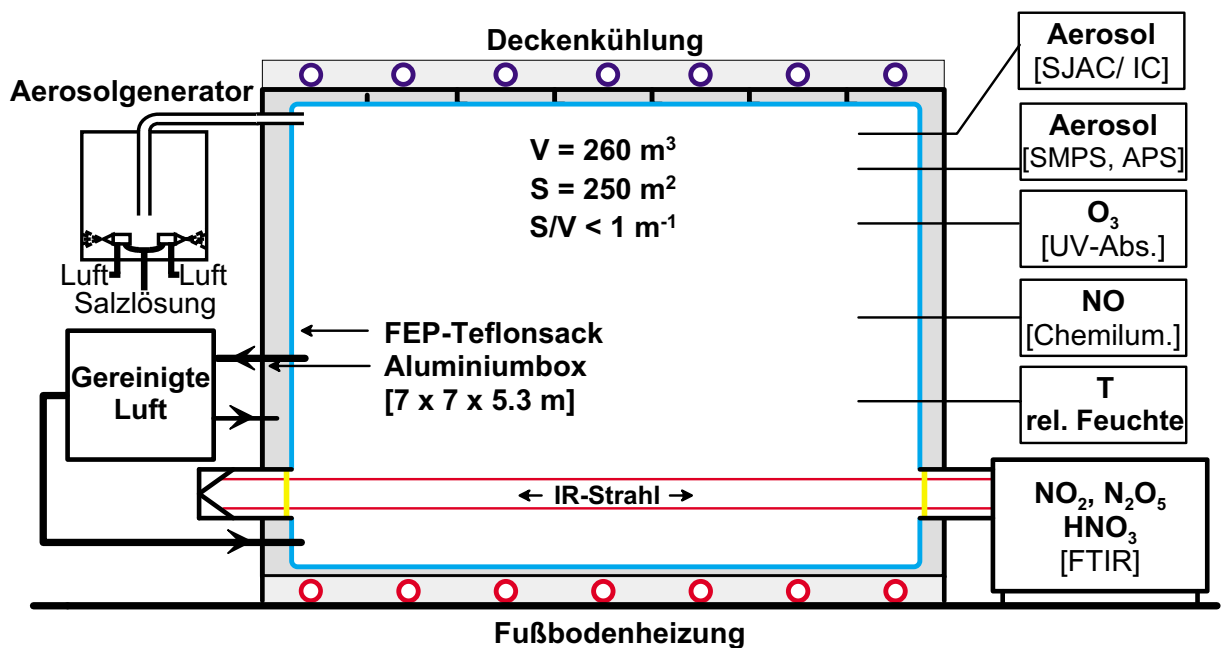 Deckenkühlung
Aerosolgenerator
Luft Luft
Salzlösung
V = 260 m³
S = 250 m²
S/V < 1 m⁻¹
FEP-Teflonsack
Aluminiumbox
[7 x 7 x 5.3 m]
Gereinigte
Luft
IR-Strahl
Fußbodenheizung
Aerosol
[SJAC/ IC]
Aerosol
[SMPS, APS]
O₃
[UV-Abs.]
NO
[Chemilum.]
T
rel. Feuchte
NO₂, N₂O₅
HNO₃
[FTIR]